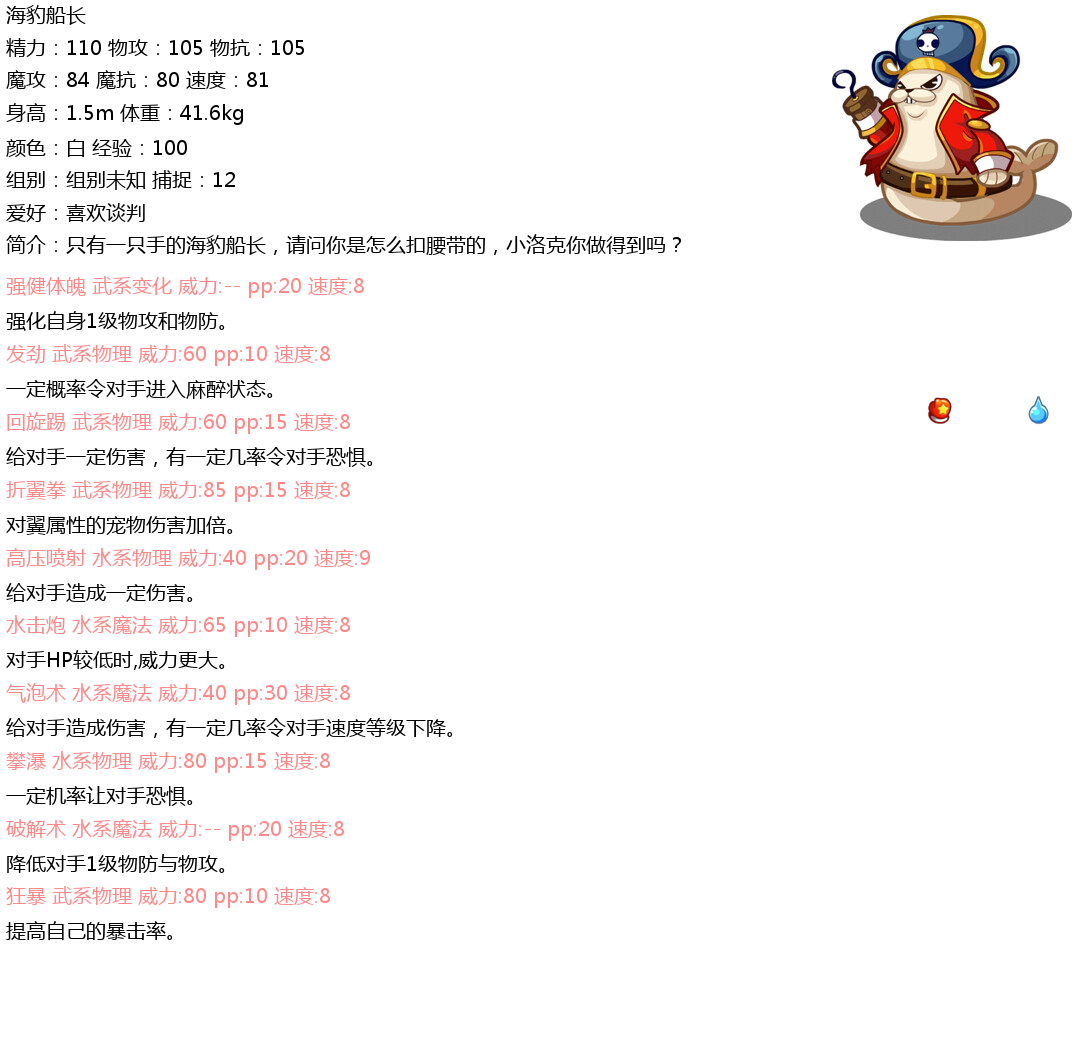 海豹船长
精力：110 物攻：105 物抗：105
魔攻：84 魔抗：80 速度：81
身高：1.5m 体重：41.6kg
颜色：白 经验：100
组别：组别未知 捕捉：12
爱好：喜欢谈判
简介：只有一只手的海豹船长，请问你是怎么扣腰带的，小洛克你做得到吗？
强健体魄 武系变化 威力:-- pp:20 速度:8
强化自身1级物攻和物防。
发劲 武系物理 威力:60 pp:10 速度:8
一定概率令对手进入麻醉状态。
回旋踢 武系物理 威力:60 pp:15 速度:8
给对手一定伤害，有一定几率令对手恐惧。
折翼拳 武系物理 威力:85 pp:15 速度:8
对翼属性的宠物伤害加倍。
高压喷射 水系物理 威力:40 pp:20 速度:9
给对手造成一定伤害。
水击炮 水系魔法 威力:65 pp:10 速度:8
对手HP较低时,威力更大。
气泡术 水系魔法 威力:40 pp:30 速度:8
给对手造成伤害，有一定几率令对手速度等级下降。
攀瀑 水系物理 威力:80 pp:15 速度:8
一定机率让对手恐惧。
破解术 水系魔法 威力:-- pp:20 速度:8
降低对手1级物防与物攻。
狂暴 武系物理 威力:80 pp:10 速度:8
提高自己的暴击率。